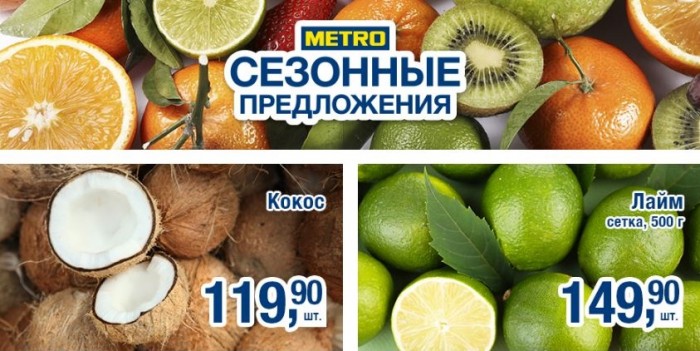 METRO
СЕЗОННЫЕ
ПРЕДЛОЖЕНИЯ
Кокос
119,90
шт.
Лайм
сетка, 500 г
149,90
шт.